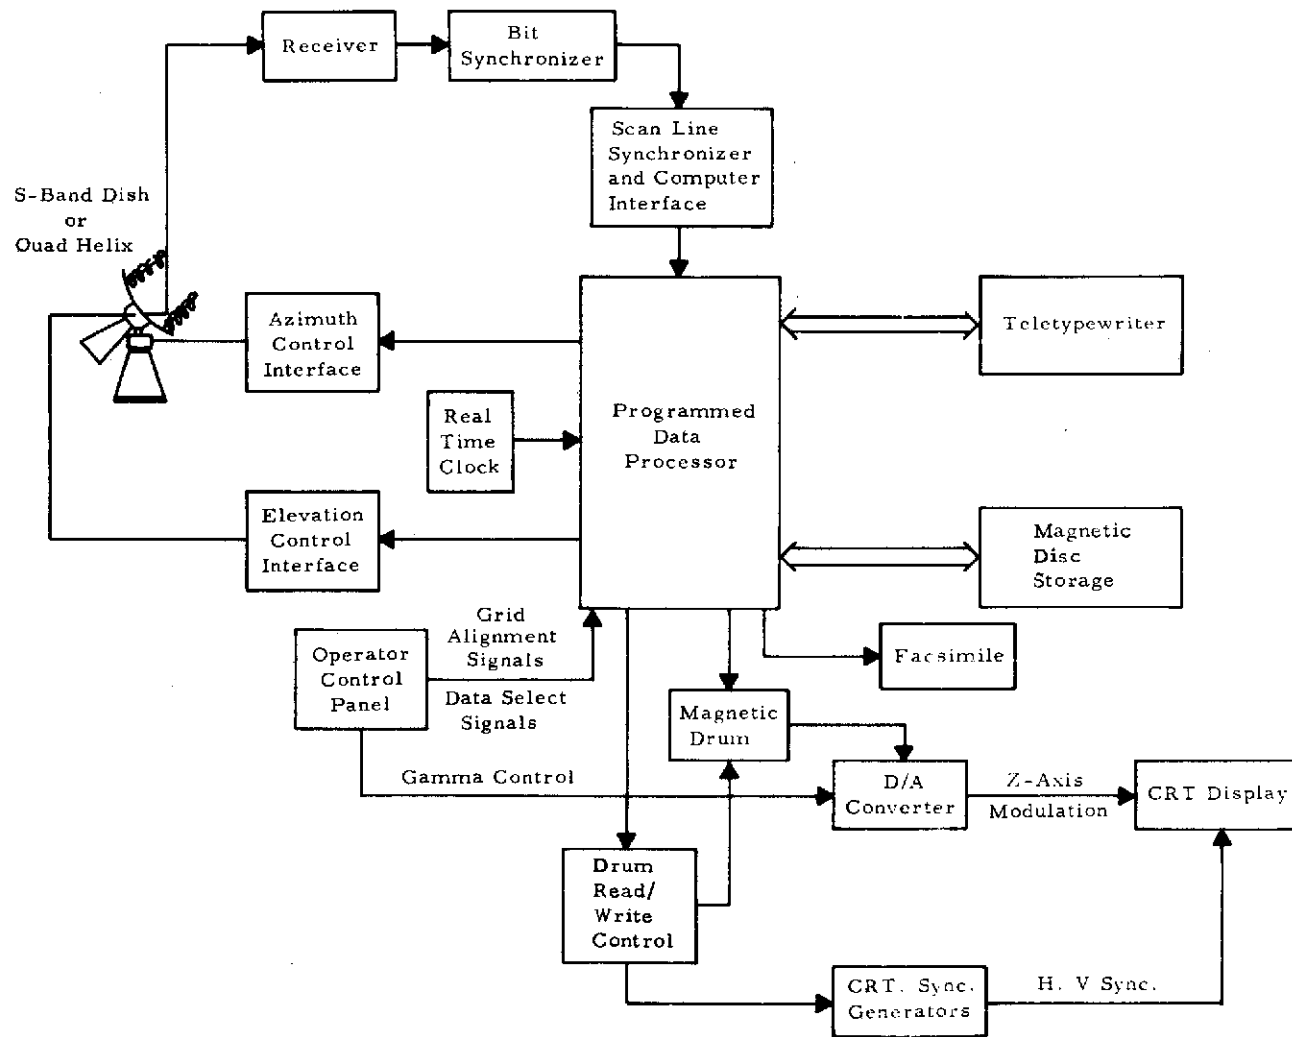 Receiver
Bit
Synchronizer
Scan Line
Synchronizer
and Computer
Interface
S-Band Dish
or
Quad Helix
Azimuth
Control
Interface
Teletypewriter
Real
Time
Clock
Programmed
Data
Processor
Elevation
Control
Interface
Magnetic
Disc
Storage
Grid
Alignment
Signals
Operator
Control
Panel
Data Select
Signals
Facsimile
Magnetic
Drum
Gamma Control
D/A
Converter
Z-Axis
Modulation
CRT Display
Drum
Read/
Write
Control
CRT. Sync.
Generators
H. V Sync.